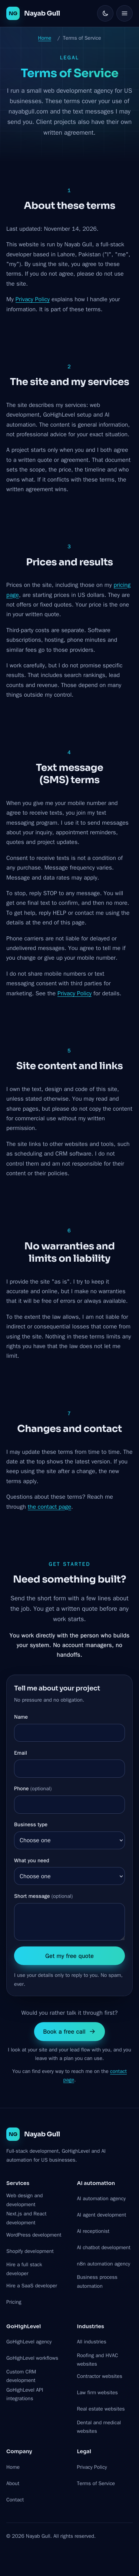 NG Nayab Gull
Home / Terms of Service
LEGAL
Terms of Service
I run a small web development agency for US
businesses. These terms cover your use of
nayabgull.com and the text messages I may
send you. Client projects also have their own
written agreement.
1
About these terms
Last updated: November 14, 2026.
This website is run by Nayab Gull, a full-stack
developer based in Lahore, Pakistan ("I", "me",
"my"). By using the site, you agree to these
terms. If you do not agree, please do not use
the site.
My Privacy Policy explains how I handle your
information. It is part of these terms.
2
The site and my services
The site describes my services: web
development, GoHighLevel setup and AI
automation. The content is general information,
not professional advice for your exact situation.
A project starts only when you and I both agree
to a written quote or agreement. That document
sets the scope, the price, the timeline and who
owns what. If it conflicts with these terms, the
written agreement wins.
3
Prices and results
Prices on the site, including those on my pricing
page, are starting prices in US dollars. They are
not offers or fixed quotes. Your price is the one
in your written quote.
Third-party costs are separate. Software
subscriptions, hosting, phone minutes and
similar fees go to those providers.
I work carefully, but I do not promise specific
results. That includes search rankings, lead
counts and revenue. Those depend on many
things outside my control.
4
Text message
(SMS) terms
When you give me your mobile number and
agree to receive texts, you join my text
messaging program. I use it to send messages
about your inquiry, appointment reminders,
quotes and project updates.
Consent to receive texts is not a condition of
any purchase. Message frequency varies.
Message and data rates may apply.
To stop, reply STOP to any message. You will
get one final text to confirm, and then no more.
To get help, reply HELP or contact me using the
details at the end of this page.
Phone carriers are not liable for delayed or
undelivered messages. You agree to tell me if
you change or give up your mobile number.
I do not share mobile numbers or text
messaging consent with third parties for
marketing. See the Privacy Policy for details.
5
Site content and links
I own the text, design and code of this site,
unless stated otherwise. You may read and
share pages, but please do not copy the content
for commercial use without my written
permission.
The site links to other websites and tools, such
as scheduling and CRM software. I do not
control them and am not responsible for their
content or their policies.
6
No warranties and
limits on liability
I provide the site "as is". I try to keep it
accurate and online, but I make no warranties
that it will be free of errors or always available.
To the extent the law allows, I am not liable for
indirect or consequential losses that come from
using the site. Nothing in these terms limits any
rights you have that the law does not let me
limit.
7
Changes and contact
I may update these terms from time to time. The
date at the top shows the latest version. If you
keep using the site after a change, the new
terms apply.
Questions about these terms? Reach me
through the contact page.
GET STARTED
Need something built?
Send the short form with a few lines about
the job. You get a written quote before any
work starts.
You work directly with the person who builds
your system. No account managers, no
handoffs.
Tell me about your project
No pressure and no obligation.
Name
Email
Phone (optional)
Business type
Choose one
What you need
Choose one
Short message (optional)
Get my free quote
I use your details only to reply to you. No spam,
ever.
Would you rather talk it through first?
Book a free call →
I look at your site and your lead flow with you, and you
leave with a plan you can use.
You can find every way to reach me on the contact
page.
NG Nayab Gull
Full-stack development, GoHighLevel and AI
automation for US businesses.
Services
Web design and
development
Next.js and React
development
WordPress development
Shopify development
Hire a full stack
developer
Hire a SaaS developer
Pricing
AI automation
AI automation agency
AI agent development
AI receptionist
AI chatbot development
n8n automation agency
Business process
automation
GoHighLevel
GoHighLevel agency
GoHighLevel workflows
Custom CRM
development
GoHighLevel API
integrations
Industries
All industries
Roofing and HVAC
websites
Contractor websites
Law firm websites
Real estate websites
Dental and medical
websites
Company
Home
About
Contact
Legal
Privacy Policy
Terms of Service
© 2026 Nayab Gull. All rights reserved.